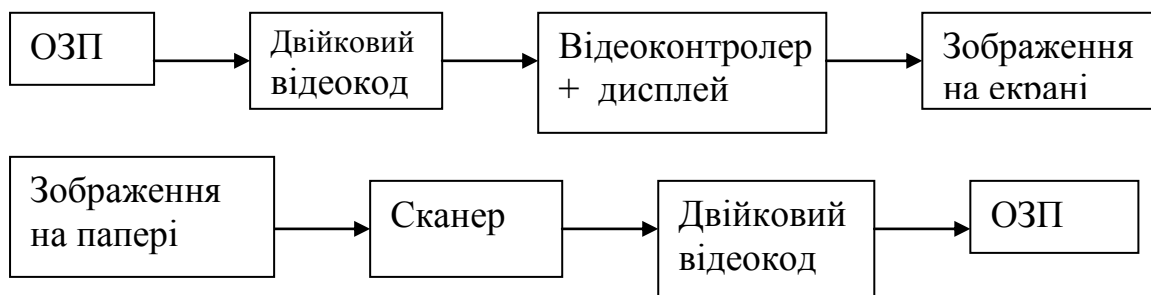 ОЗП
Двійковий
відеокод
Відеоконтролер
+ дисплей
Зображення
на екрані
Зображення
на папері
Сканер
Двійковий
відеокод
ОЗП